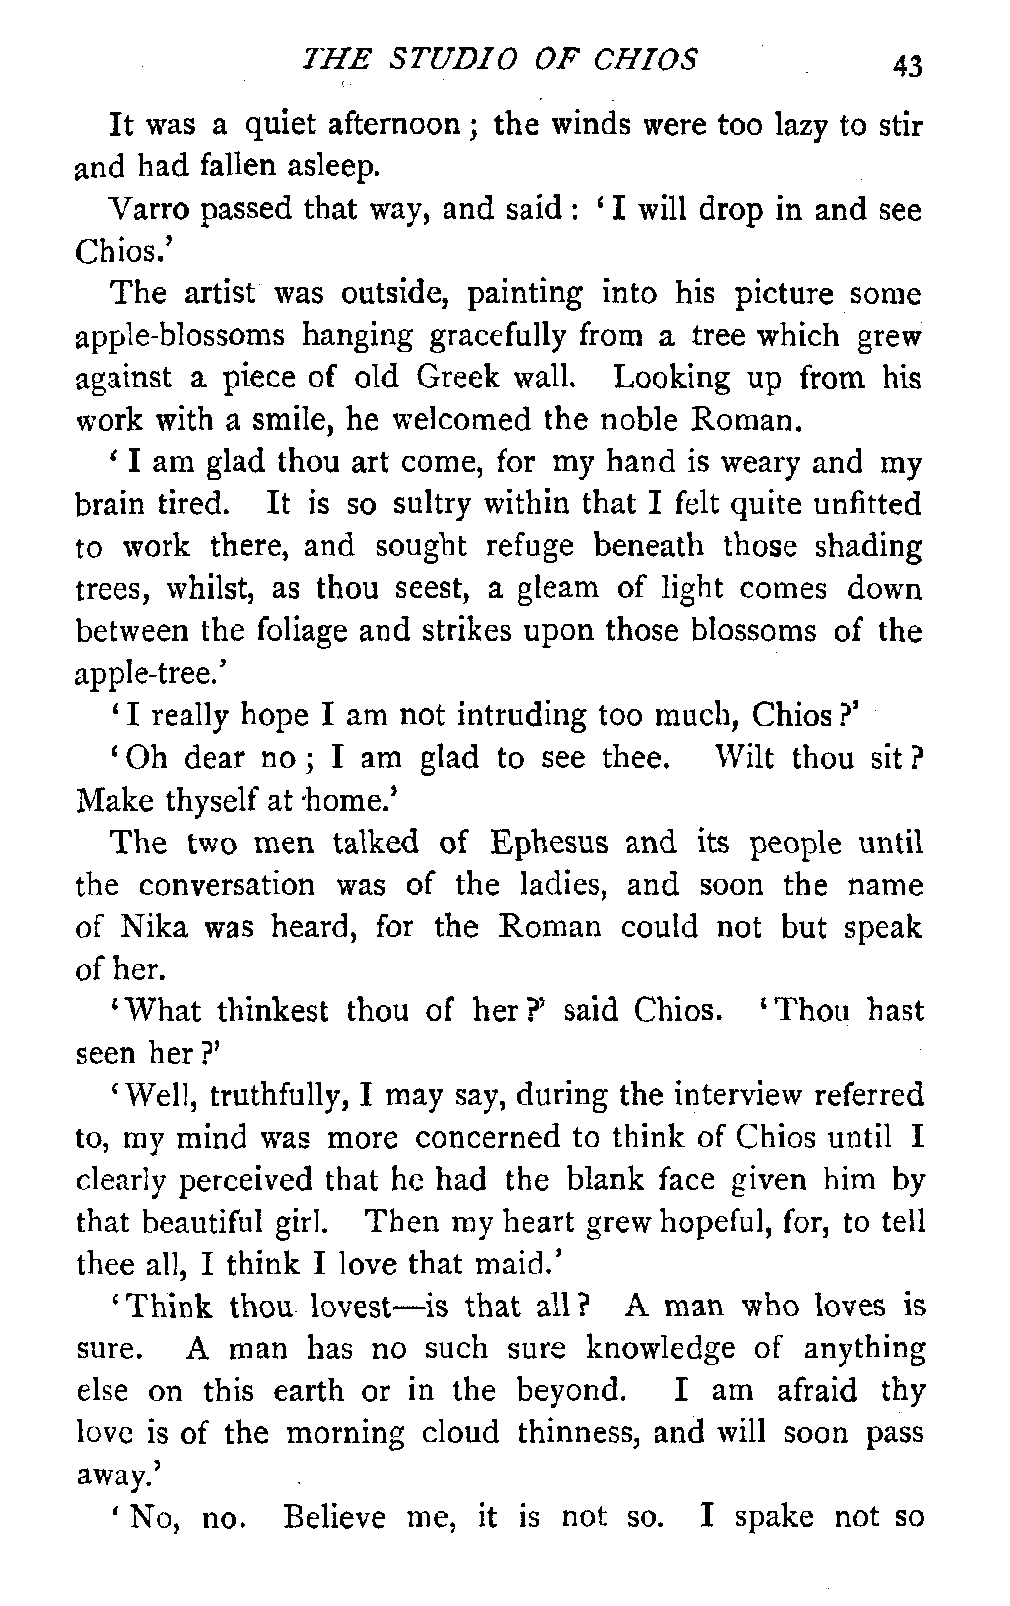 THE STUDIO OF CHIOS 43
It was a quiet afternoon; the winds were too lazy to stir
and had fallen asleep.
Varro passed that way, and said: ‘I will drop in and see
Chios.’
The artist was outside, painting into his picture some
apple-blossoms hanging gracefully from a tree which grew
against a piece of old Greek wall. Looking up from his
work with a smile, he welcomed the noble Roman.
‘I am glad thou art come, for my hand is weary and my
brain tired. It is so sultry within that I felt quite unfitted
to work there, and sought refuge beneath those shading
trees, whilst, as thou seest, a gleam of light comes down
between the foliage and strikes upon those blossoms of the
apple-tree.’
‘I really hope I am not intruding too much, Chios?’
‘Oh dear no; I am glad to see thee. Wilt thou sit?
Make thyself at home.’
The two men talked of Ephesus and its people until
the conversation was of the ladies, and soon the name
of Nika was heard, for the Roman could not but speak
of her.
‘What thinkest thou of her?’ said Chios. ‘Thou hast
seen her?’
‘Well, truthfully, I may say, during the interview referred
to, my mind was more concerned to think of Chios until I
clearly perceived that he had the blank face given him by
that beautiful girl. Then my heart grew hopeful, for, to tell
thee all, I think I love that maid.’
‘Think thou lovest—is that all? A man who loves is
sure. A man has no such sure knowledge of anything
else on this earth or in the beyond. I am afraid thy
love is of the morning cloud thinness, and will soon pass
away.’
‘No, no. Believe me, it is not so. I spake not so